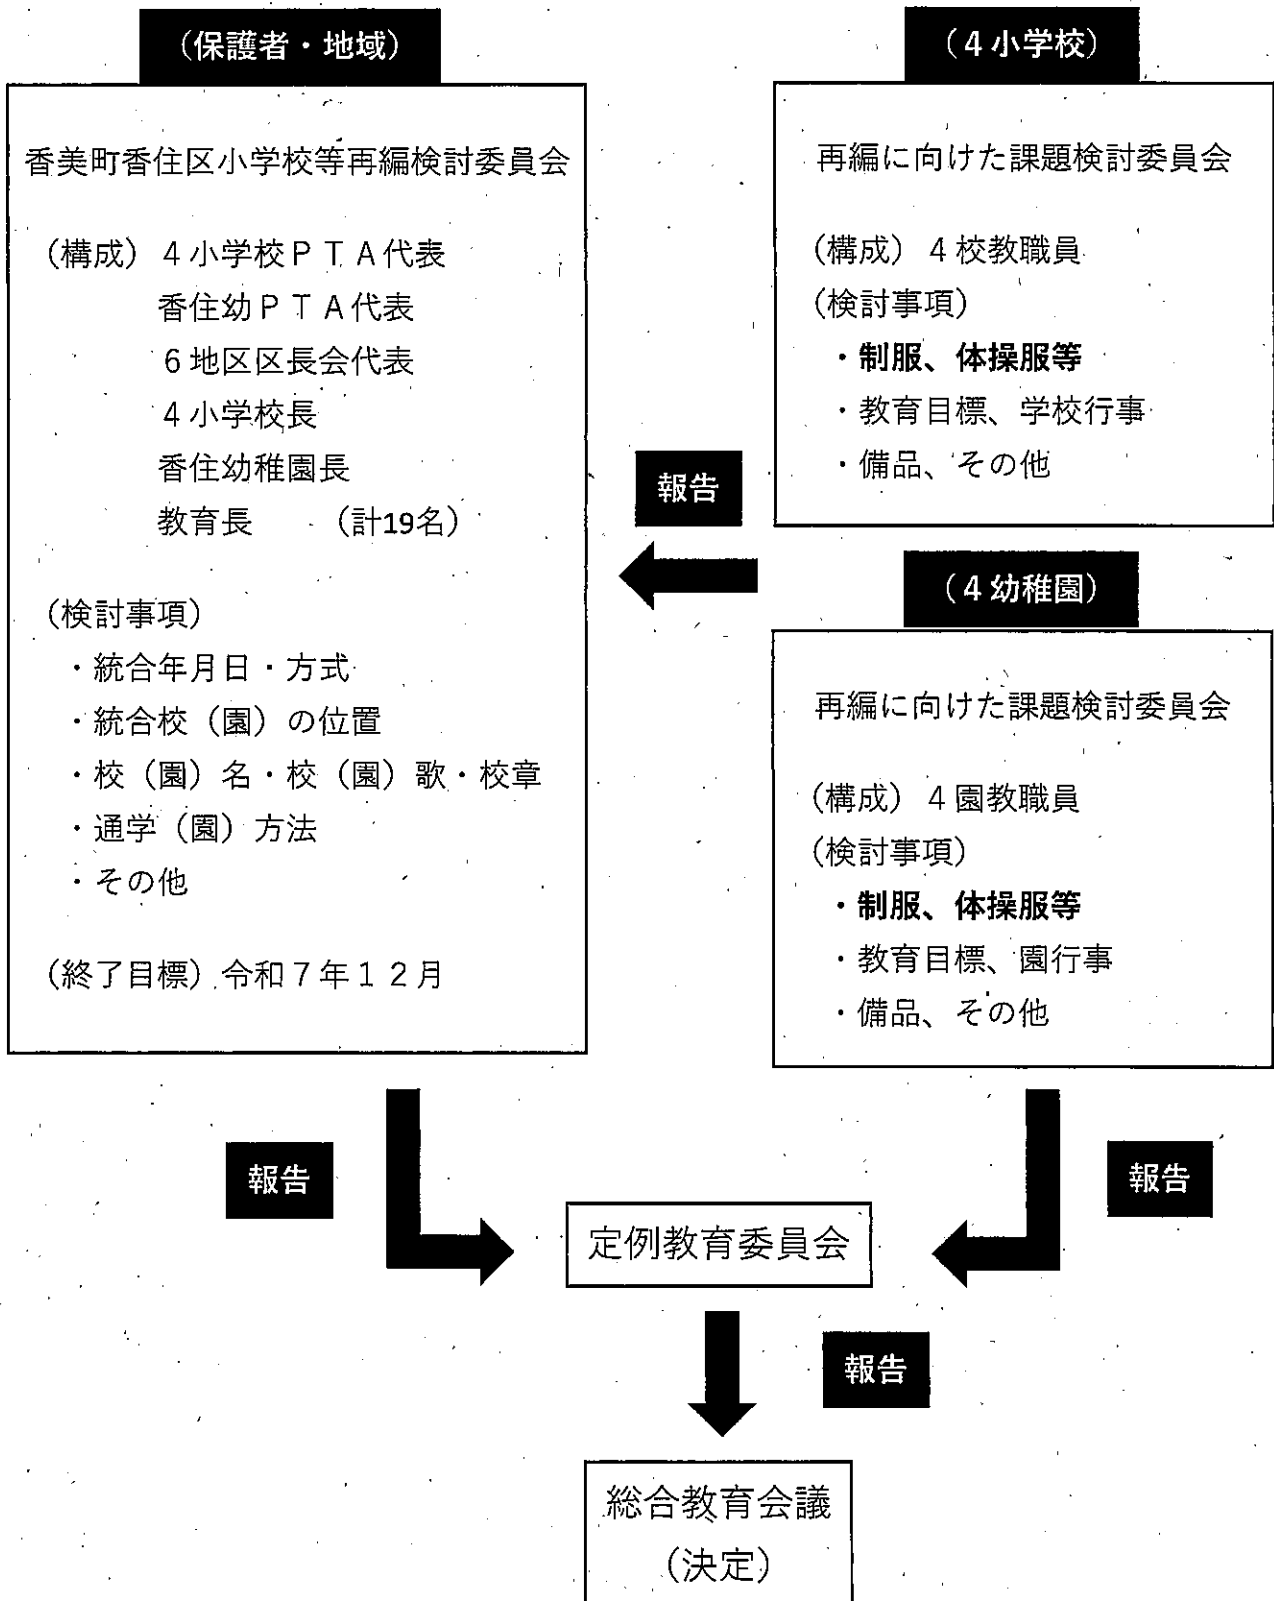 （保護者・地域）
香美町香住区小学校等再編検討委員会
（構成）４小学校ＰＴＡ代表
香住幼ＰＴＡ代表
６地区区長会代表
４小学校長
香住幼稚園長
教育長　　（計19名）
（検討事項）
・統合年月日・方式
・統合校（園）の位置
・校（園）名・校（園）歌・校章
・通学（園）方法
・その他
（終了目標）令和７年１２月
（４小学校）
再編に向けた課題検討委員会
（構成）４校教職員
（検討事項）
・制服、体操服等
・教育目標、学校行事
・備品、その他
報告
（４幼稚園）
再編に向けた課題検討委員会
（構成）４園教職員
（検討事項）
・制服、体操服等
・教育目標、園行事
・備品、その他
報告
報告
定例教育委員会
報告
総合教育会議
（決定）